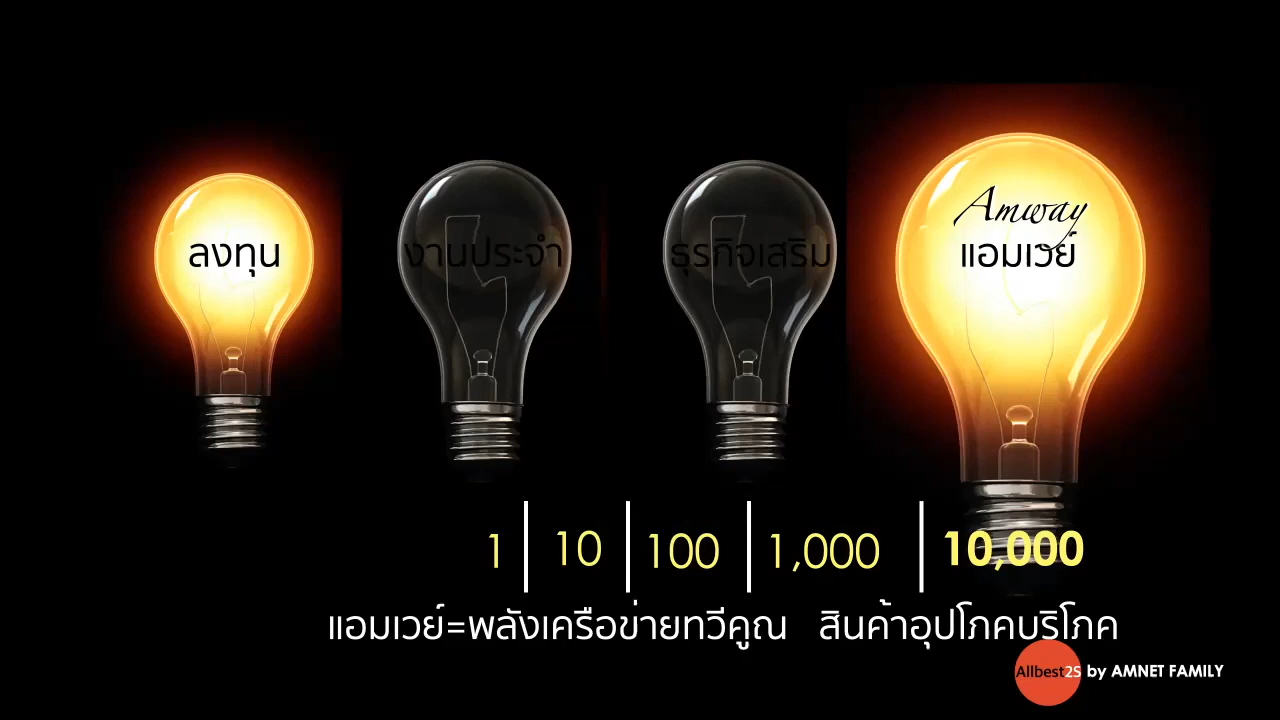 ลงทุน
งานประจำ
ธุรกิจเสริม
Amway
แอมเวย์
1 10 100 1,000 10,000
แอมเวย์=พลังเครือข่ายทวีคูณ สินค้าอุปโภคบริโภค
Allbest2S by AMNET FAMILY